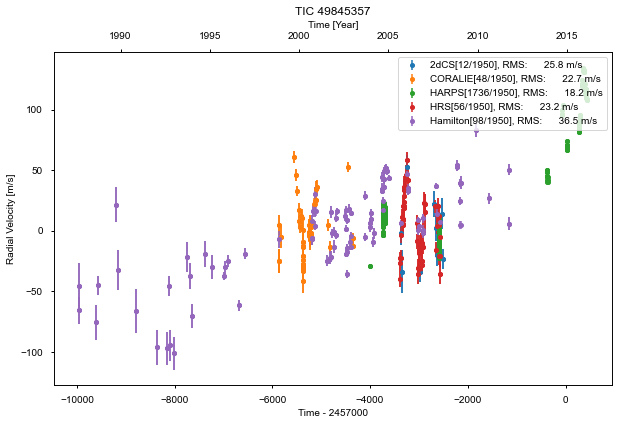 TIC 49845357
Time [Year]
1990 1995 2000 2005 2010 2015
2dCS[12/1950], RMS: 25.8 m/s
CORALIE[48/1950], RMS: 22.7 m/s
HARPS[1736/1950], RMS: 18.2 m/s
HRS[56/1950], RMS: 23.2 m/s
Hamilton[98/1950], RMS: 36.5 m/s
100
50
0
−50
−100
Radial Velocity [m/s]
−10000 −8000 −6000 −4000 −2000 0
Time - 2457000